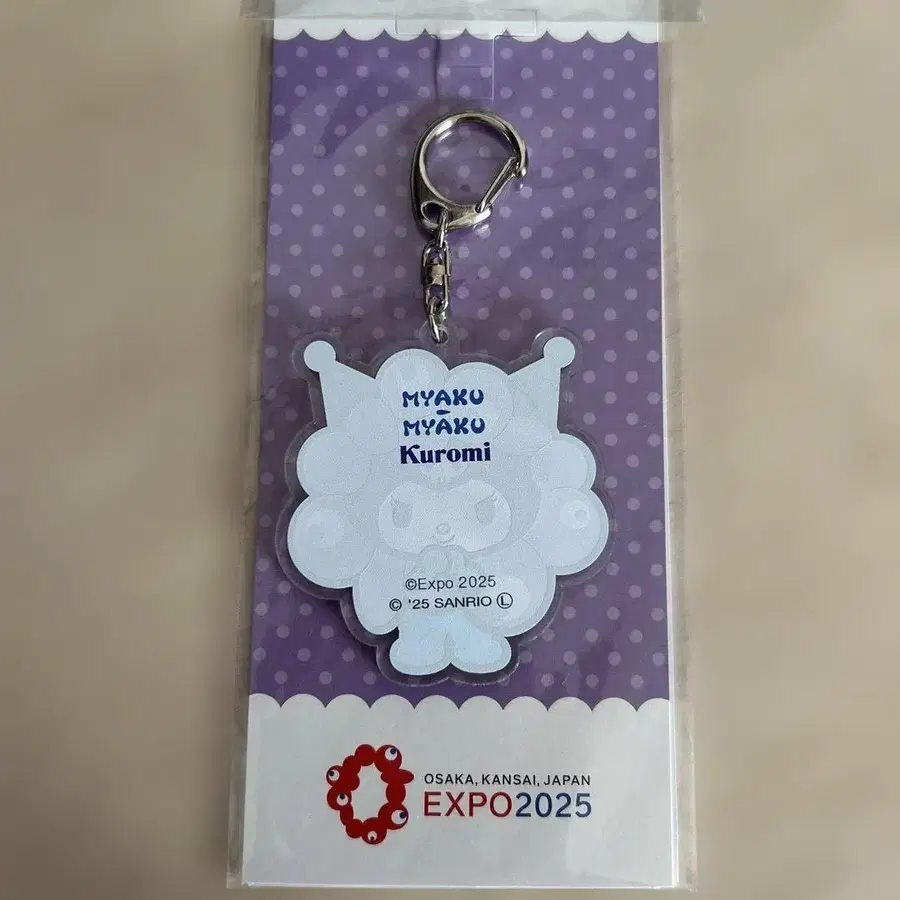 MYAKU
-
MYAKU
Kuromi
©Expo 2025
© '25 SANRIO Ⓛ
OSAKA, KANSAI, JAPAN
EXPO2025